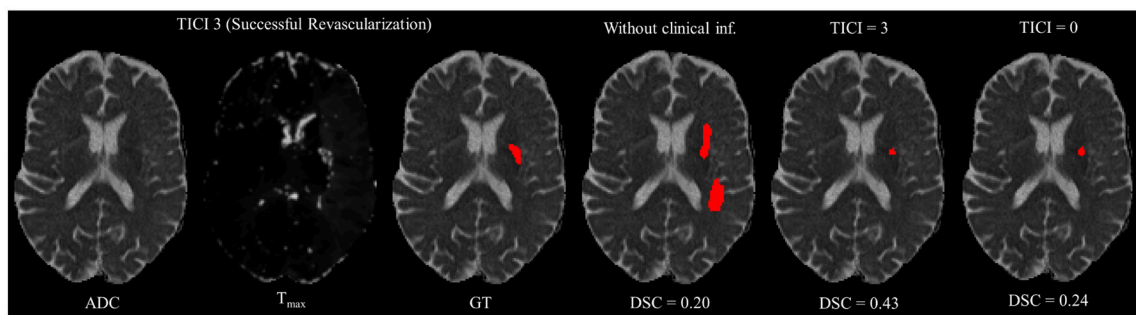 TICI 3 (Successful Revascularization)
Without clinical inf.
TICI = 3
TICI = 0
ADC
Tmax
GT
DSC = 0.20
DSC = 0.43
DSC = 0.24